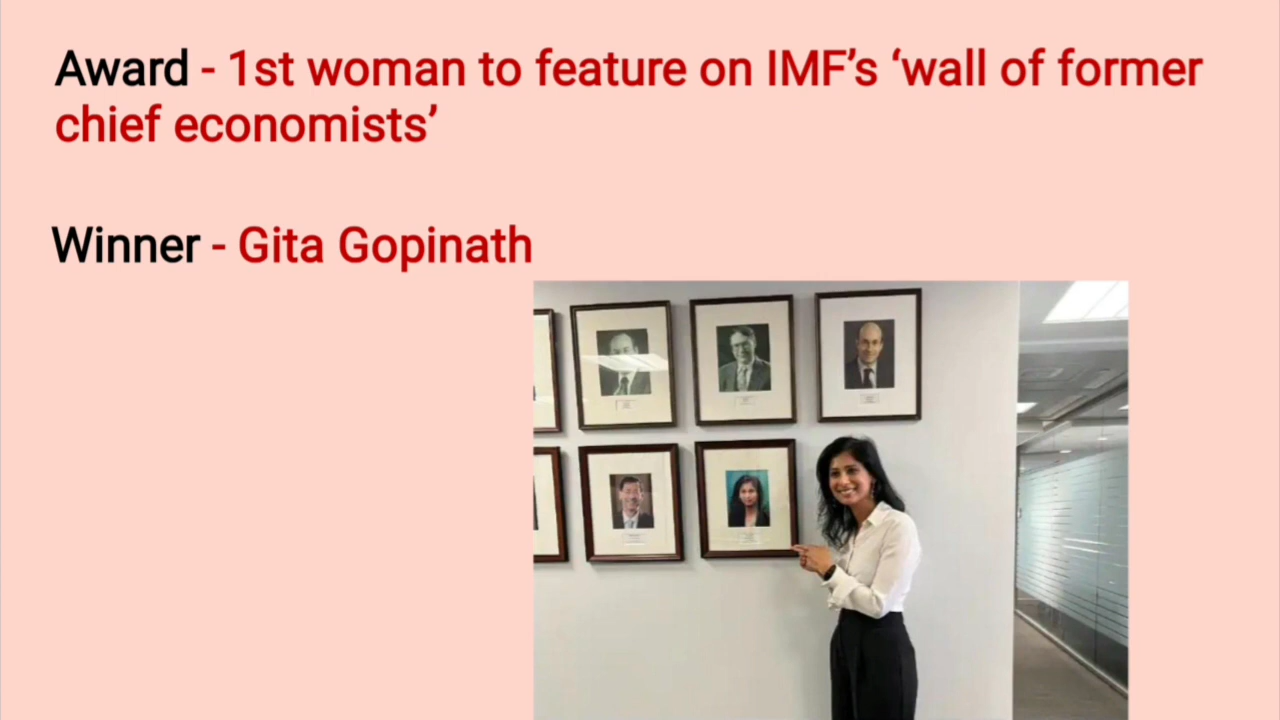 Award - 1st woman to feature on IMF’s ‘wall of former
chief economists’
Winner - Gita Gopinath